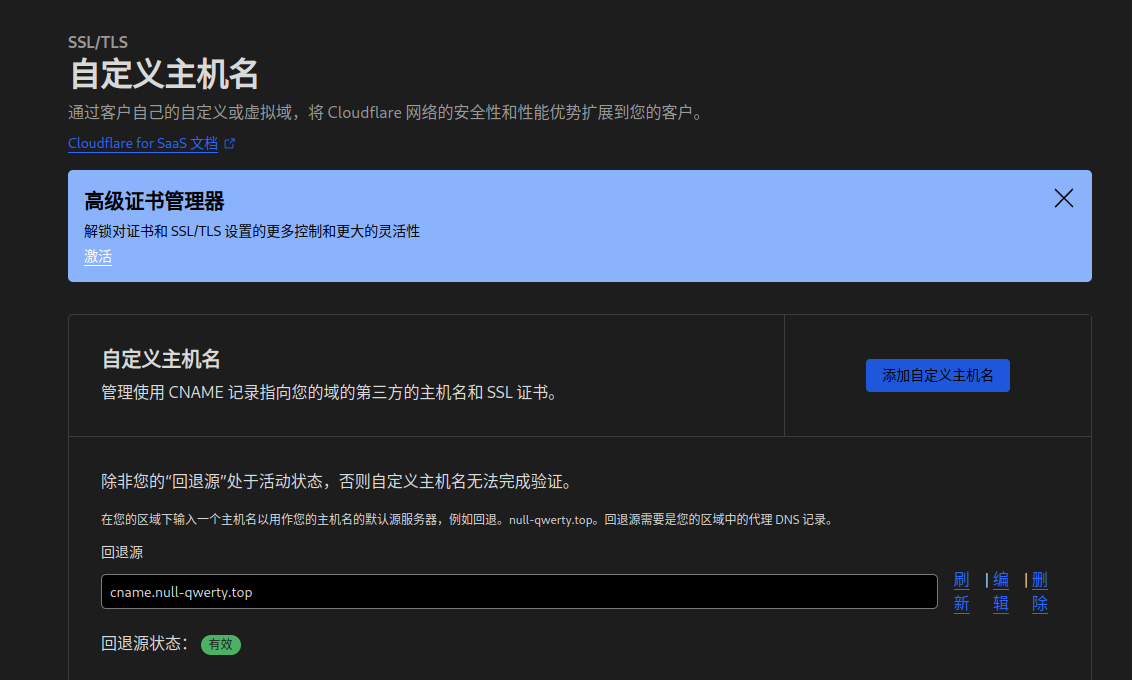 SSL/TLS
自定义主机名
通过客户自己的自定义或虚拟域，将 Cloudflare 网络的安全性和性能优势扩展到您的客户。
Cloudflare for SaaS 文档
高级证书管理器
解锁对证书和 SSL/TLS 设置的更多控制和更大的灵活性
激活
自定义主机名
管理使用 CNAME 记录指向您的域的第三方的主机名和 SSL 证书。
添加自定义主机名
除非您的“回退源”处于活动状态，否则自定义主机名无法完成验证。
在您的区域下输入一个主机名以用作您的主机名的默认源服务器，例如回退。null-qwerty.top。回退源需要是您的区域中的代理 DNS 记录。
回退源
cname.null-qwerty.top
刷新 | 编辑 | 删除
回退源状态： 有效